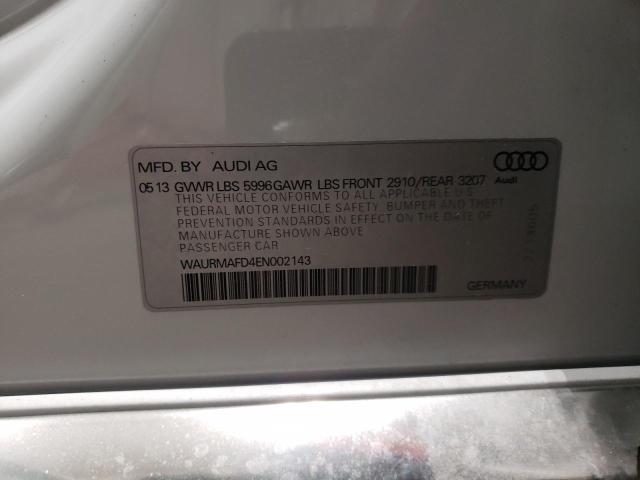 MFD. BY AUDI AG
Audi
05 13 GVWR LBS 5996 GAWR LBS FRONT 2910/REAR 3207
THIS VEHICLE CONFORMS TO ALL APPLICABLE U.S.
FEDERAL MOTOR VEHICLE SAFETY, BUMPER AND THEFT
PREVENTION STANDARDS IN EFFECT ON THE DATE OF
MANUFACTURE SHOWN ABOVE
PASSENGER CAR
WAURMAFD4EN002143
GERMANY